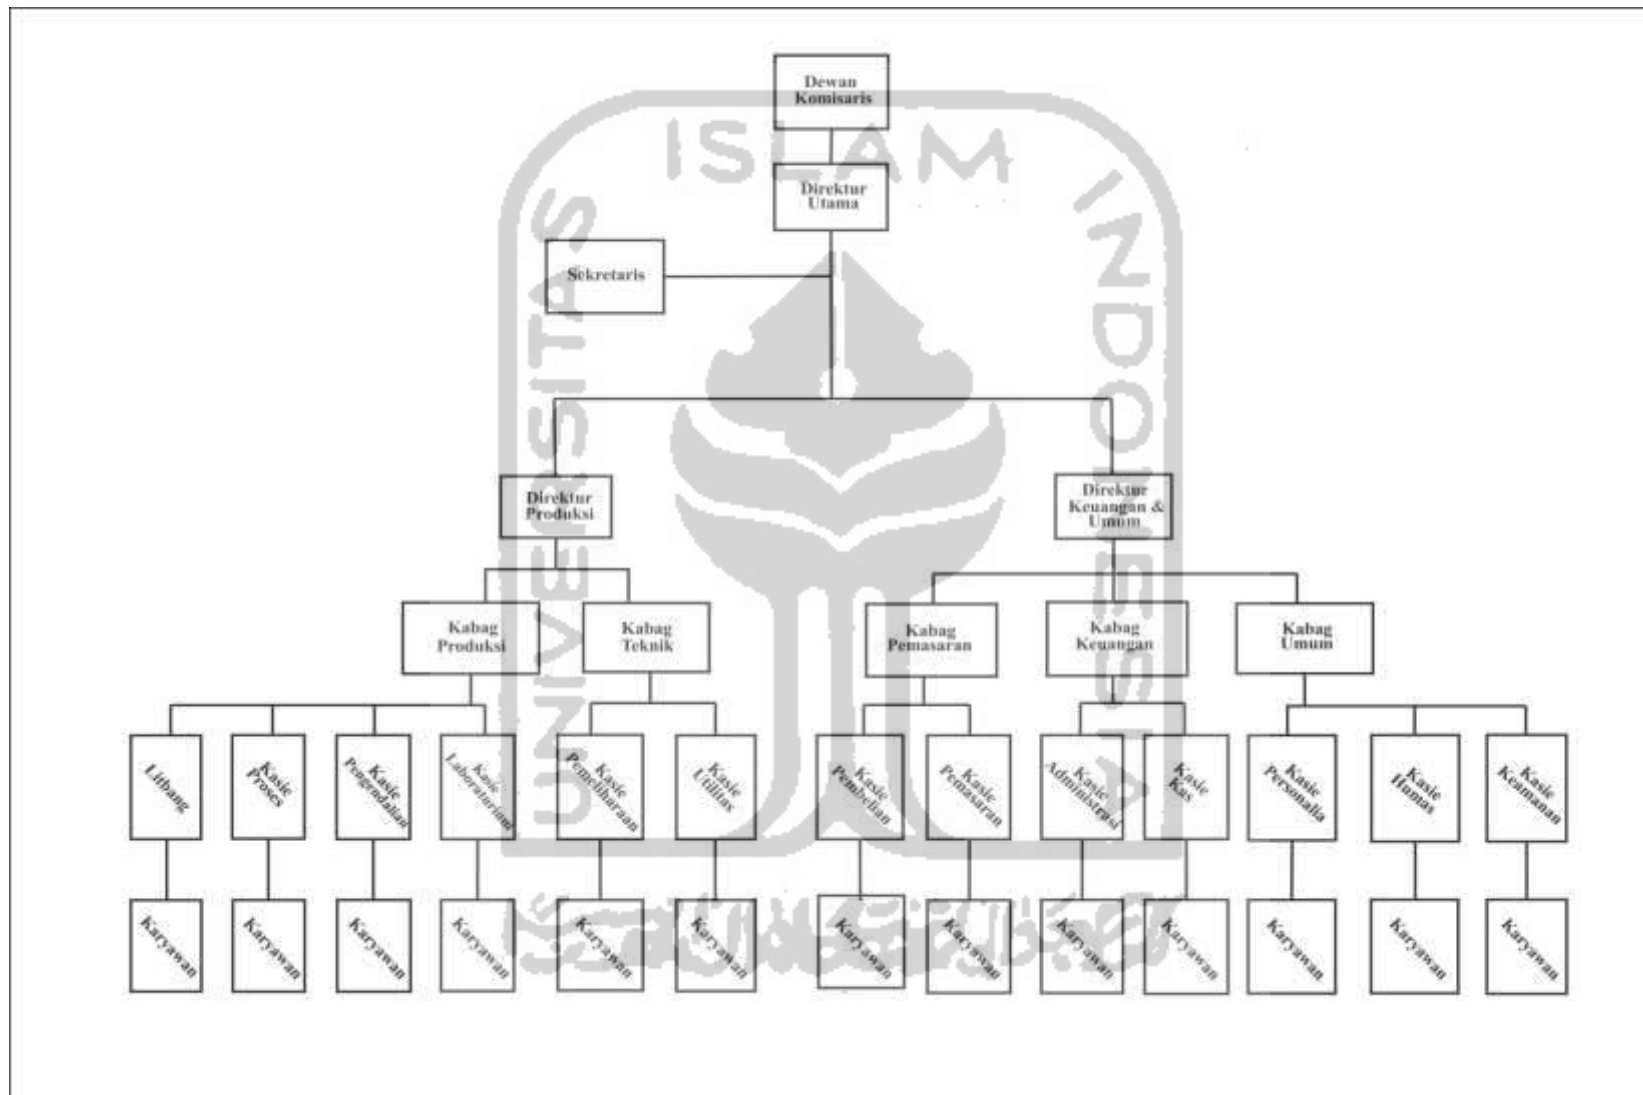 Dewan
Komisaris
Direktur
Utama
Sekretaris
Direktur
Produksi
Direktur
Keuangan &
Umum
Kabag
Produksi
Kabag
Teknik
Kabag
Pemasaran
Kabag
Keuangan
Kabag
Umum
Litbang
Kasie
Proses
Kasie
Pengendalian
Kasie
Laboraturium
Kasie
Pemeliharaan
Kasie
Utilitas
Kasie
Pembelian
Kasie
Pemasaran
Kasie
Administrasi
Kasie
Kas
Kasie
Personalia
Kasie
Humas
Kasie
Keamanan
Karyawan
Karyawan
Karyawan
Karyawan
Karyawan
Karyawan
Karyawan
Karyawan
Karyawan
Karyawan
Karyawan
Karyawan
Karyawan
UNIVERSITAS
ISLAM
INDONESIA